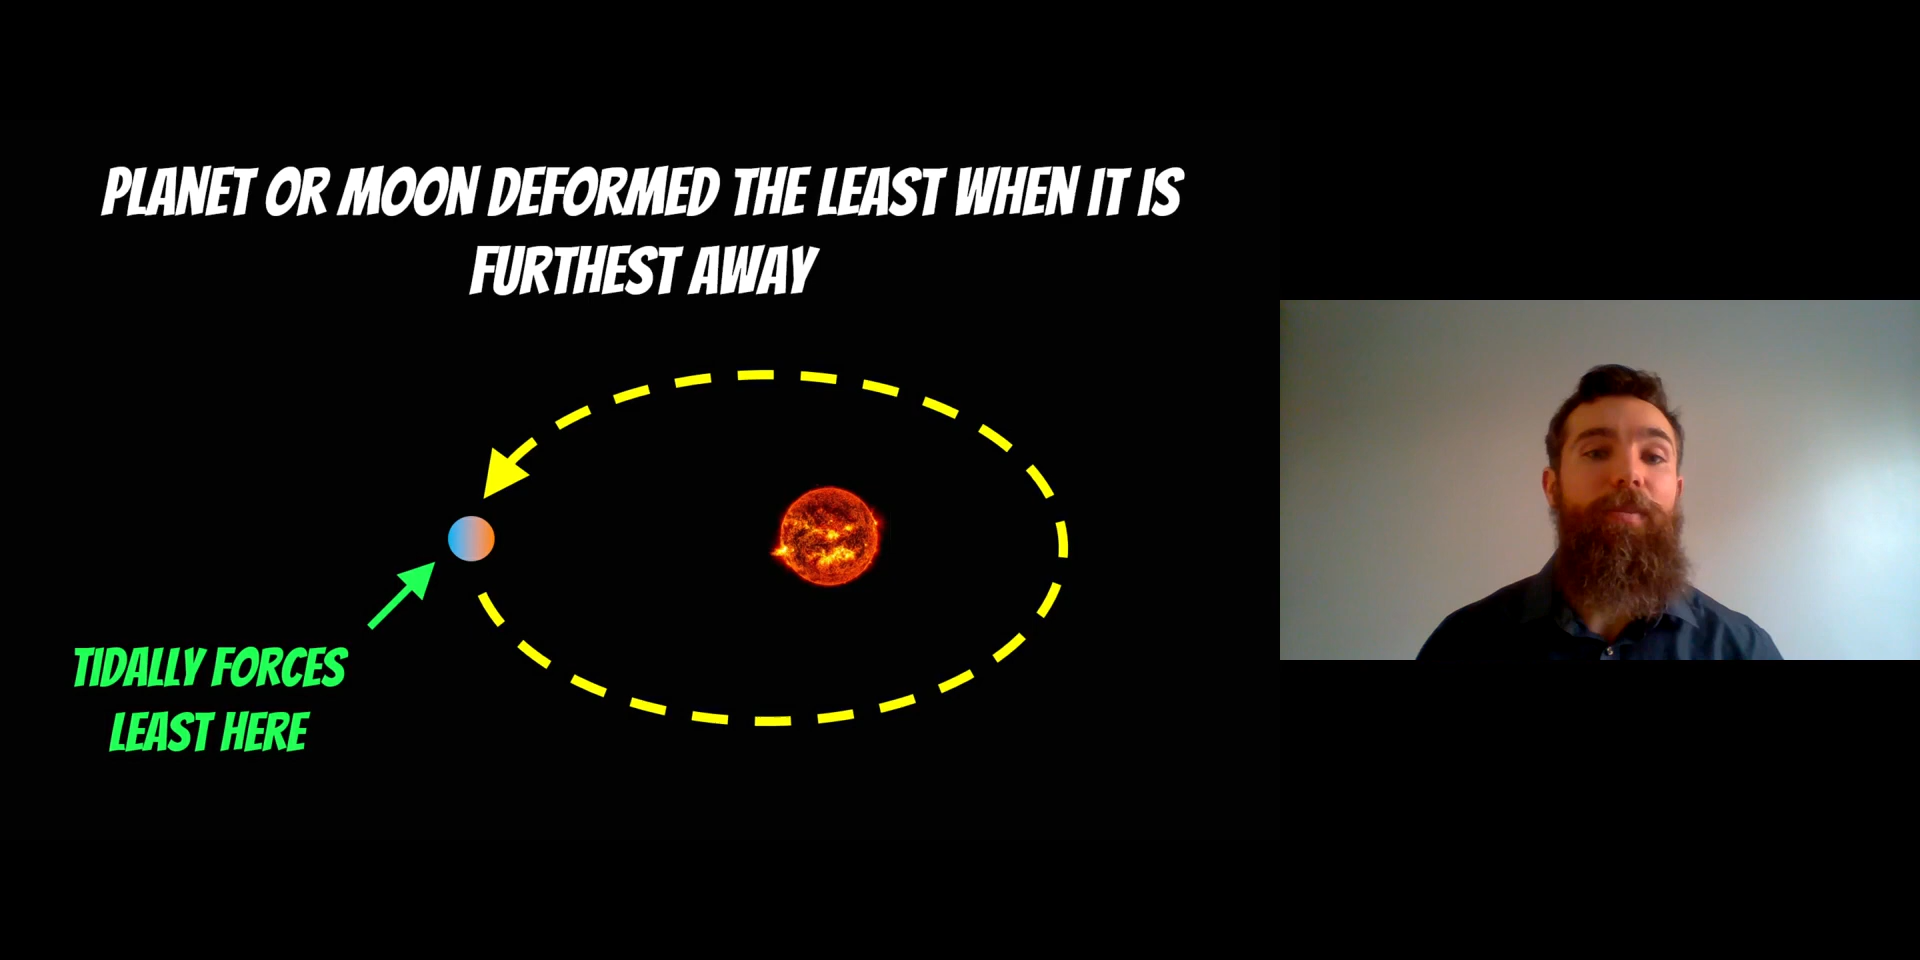 PLANET OR MOON DEFORMED THE LEAST WHEN IT IS
FURTHEST AWAY
TIDALLY FORCES
LEAST HERE